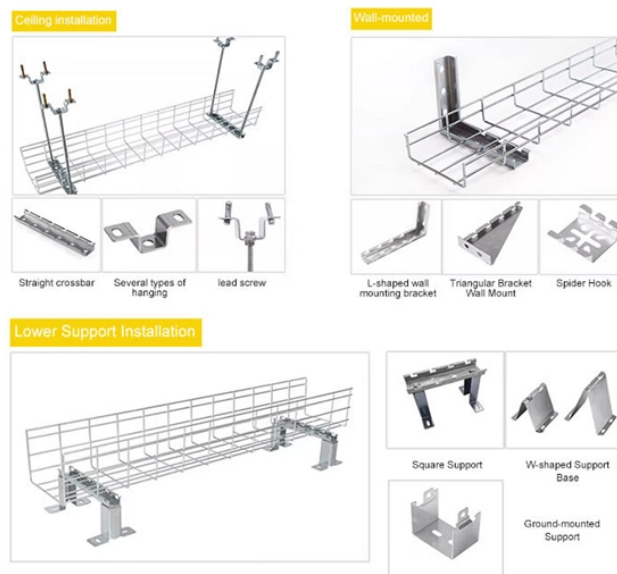 Ceiling installation
Wall-mounted
Straight crossbar
Several types of
hanging
lead screw
L-shaped wall
mounting bracket
Triangular Bracket
Wall Mount
Spider Hook
Lower Support Installation
Square Support
W-shaped Support
Base
Ground-mounted
Support